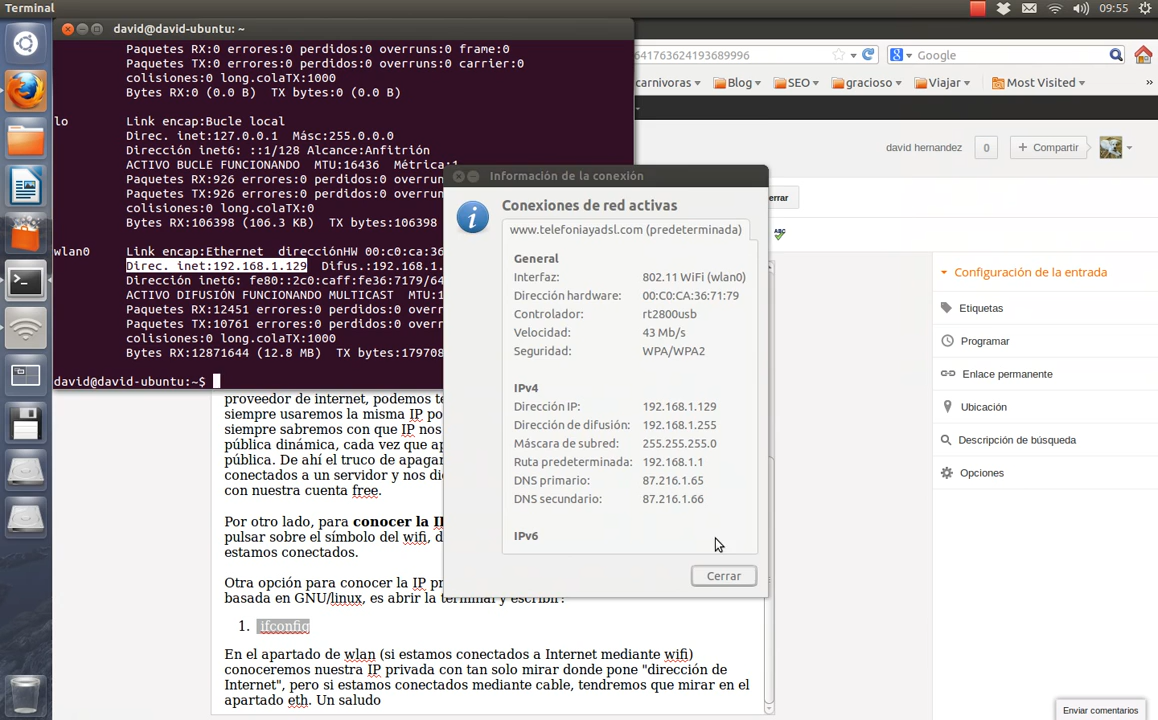 Terminal
09:55
david@david-ubuntu: ~
Paquetes RX:0 errores:0 perdidos:0 overruns:0 frame:0
Paquetes TX:0 errores:0 perdidos:0 overruns:0 carrier:0
colisiones:0 long.colaTX:1000
Bytes RX:0 (0.0 B) TX bytes:0 (0.0 B)
lo Link encap:Bucle local
Direc. inet:127.0.0.1 Másc:255.0.0.0
Dirección inet6: ::1/128 Alcance:Anfitrión
ACTIVO BUCLE FUNCIONANDO MTU:16436 Métrica:1
Paquetes RX:926 errores:0 perdidos:0
Paquetes TX:926 errores:0 perdidos:0
colisiones:0 long.colaTX:0
Bytes RX:106398 (106.3 KB) TX bytes:106398
wlan0 Link encap:Ethernet direcciónHW 00:c0:ca:36
Direc. inet:192.168.1.129 Difus.:192.168.1.
Dirección inet6: fe80::2c0:caff:fe36:7179/64
ACTIVO DIFUSIÓN FUNCIONANDO MULTICAST MTU:1
Paquetes RX:12451 errores:0 perdidos:0
Paquetes TX:10761 errores:0 perdidos:0
colisiones:0 long.colaTX:1000
Bytes RX:12871644 (12.8 MB) TX bytes:179708
david@david-ubuntu:~$
641763624193689996
Google
carnivoras
Blog
SEO
gracioso
Viajar
Most Visited
»
david hernandez
0
+ Compartir
errar
ABC
Información de la conexión
Conexiones de red activas
www.telefoniayadsl.com (predeterminada)
General
Interfaz: 802.11 WiFi (wlan0)
Dirección hardware: 00:C0:CA:36:71:79
Controlador: rt2800usb
Velocidad: 43 Mb/s
Seguridad: WPA/WPA2
IPv4
Dirección IP: 192.168.1.129
Dirección de difusión: 192.168.1.255
Máscara de subred: 255.255.255.0
Ruta predeterminada: 192.168.1.1
DNS primario: 87.216.1.65
DNS secundario: 87.216.1.66
IPv6
Cerrar
Configuración de la entrada
Etiquetas
Programar
Enlace permanente
Ubicación
Descripción de búsqueda
Opciones
proveedor de internet, podemos te
siempre usaremos la misma IP po
siempre sabremos con que IP nos
pública dinámica, cada vez que ap
pública. De ahí el truco de apagar
conectados a un servidor y nos di
con nuestra cuenta free.
Por otro lado, para conocer la I
pulsar sobre el símbolo del wifi, d
estamos conectados.
Otra opción para conocer la IP pr
basada en GNU/linux, es abrir la terminal y escribir:
1. ifconfig
En el apartado de wlan (si estamos conectados a Internet mediante wifi)
conoceremos nuestra IP privada con tan solo mirar donde pone "dirección de
Internet", pero si estamos conectados mediante cable, tendremos que mirar en el
apartado eth. Un saludo
Enviar comentarios